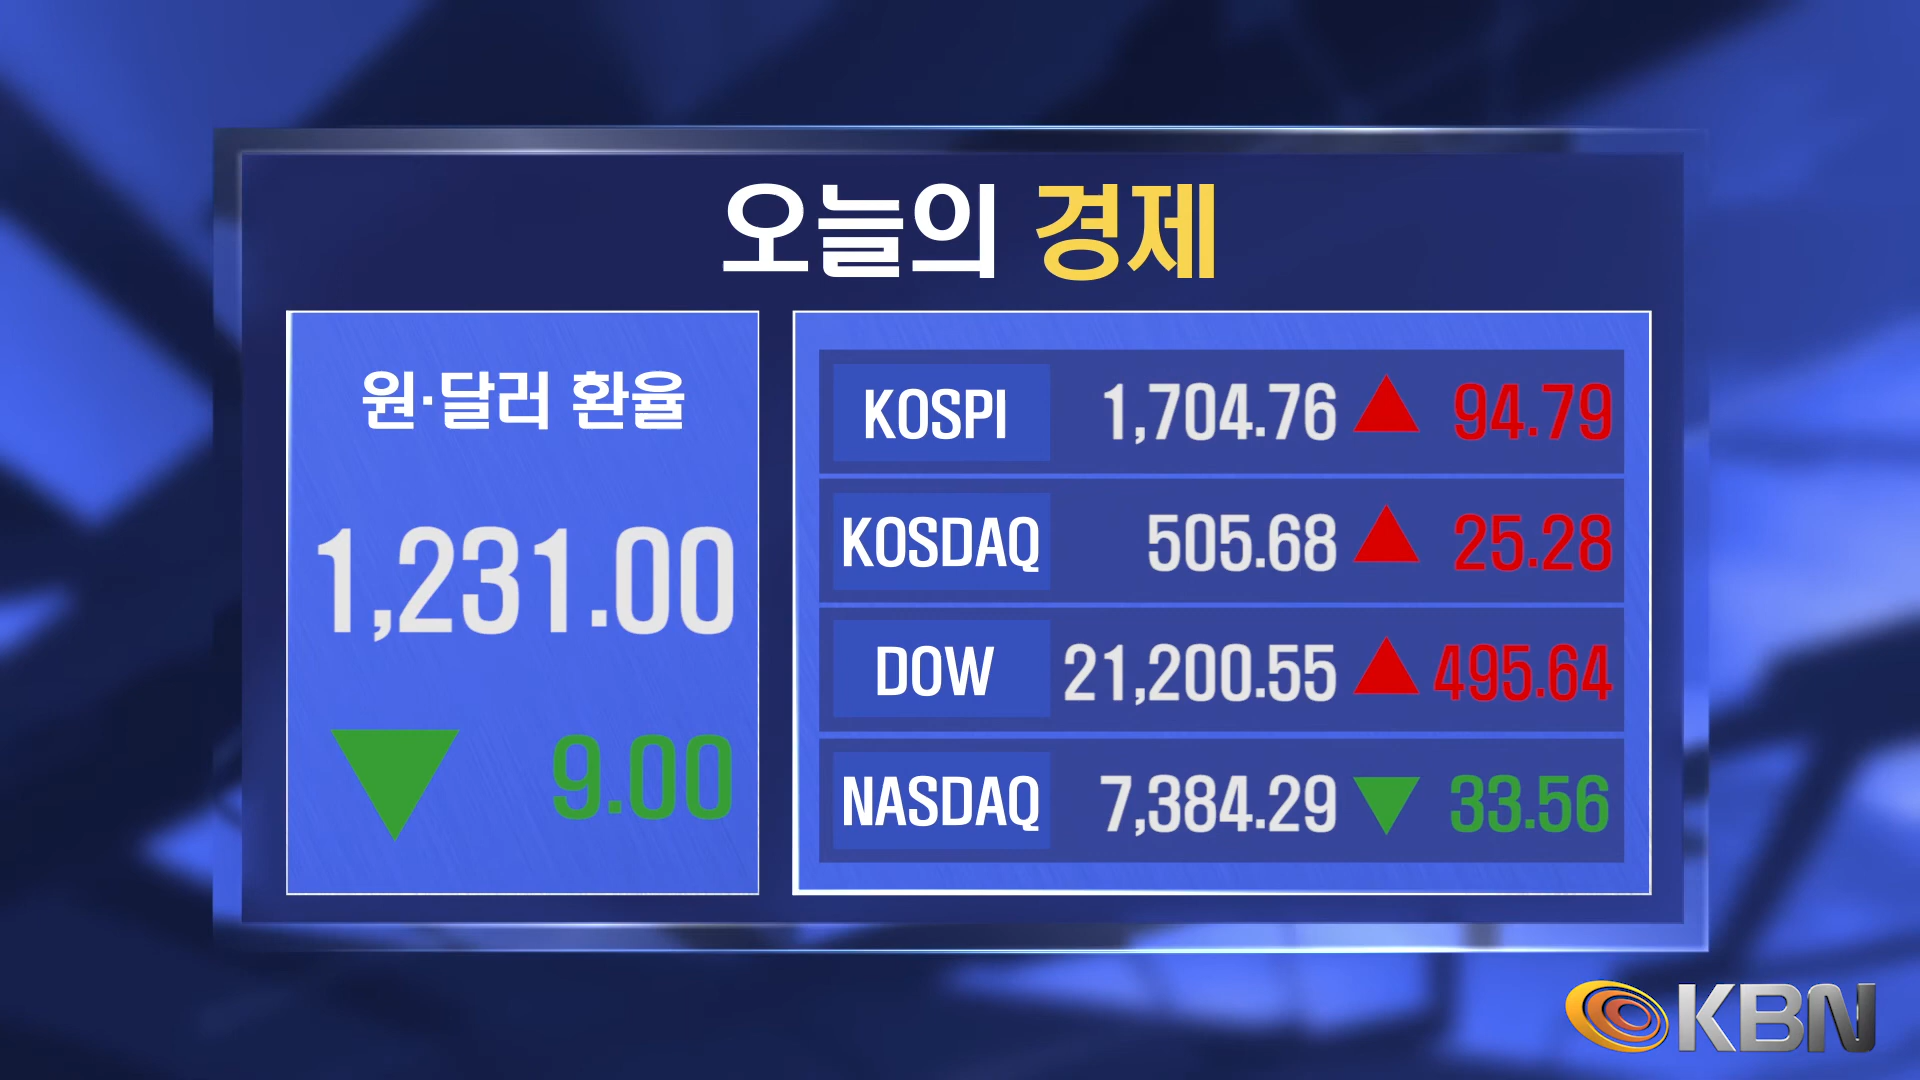 오늘의 경제
원·달러 환율
1,231.00
▼ 9.00
KOSPI 1,704.76 ▲ 94.79
KOSDAQ 505.68 ▲ 25.28
DOW 21,200.55 ▲ 495.64
NASDAQ 7,384.29 ▼ 33.56
KBN